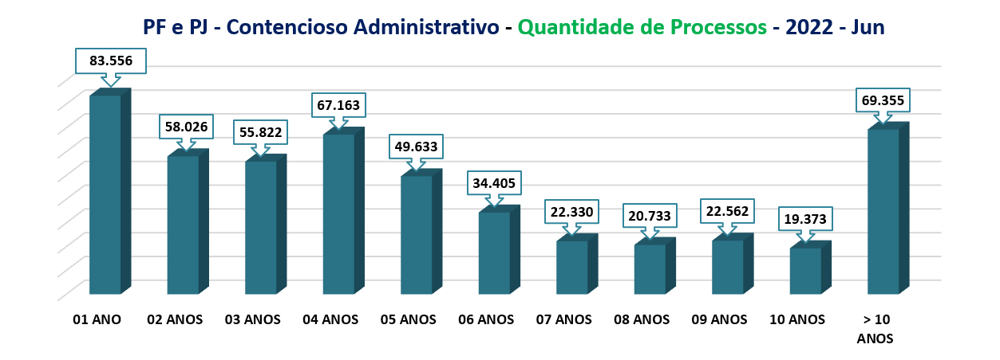 PF e PJ - Contencioso Administrativo - Quantidade de Processos - 2022 - Jun
83.556
58.026
55.822
67.163
49.633
34.405
22.330
20.733
22.562
19.373
69.355
01 ANO
02 ANOS
03 ANOS
04 ANOS
05 ANOS
06 ANOS
07 ANOS
08 ANOS
09 ANOS
10 ANOS
> 10
ANOS